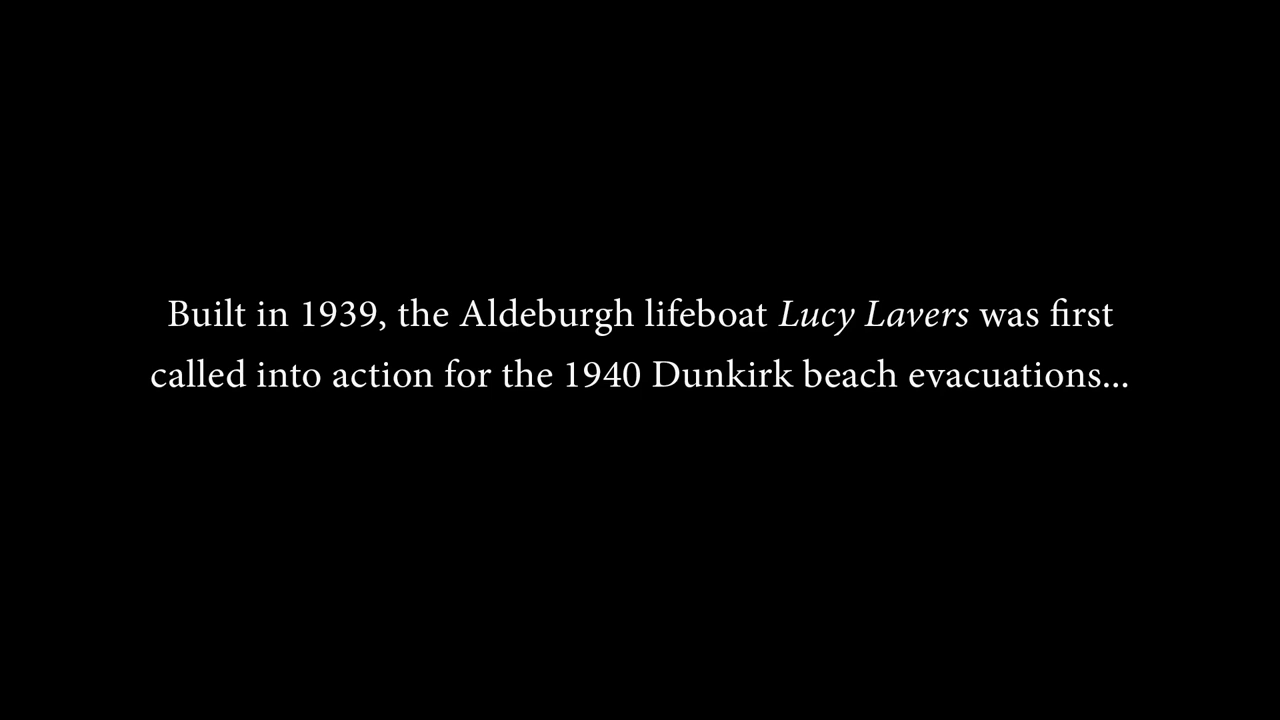 Built in 1939, the Aldeburgh lifeboat Lucy Lavers was first
called into action for the 1940 Dunkirk beach evacuations...